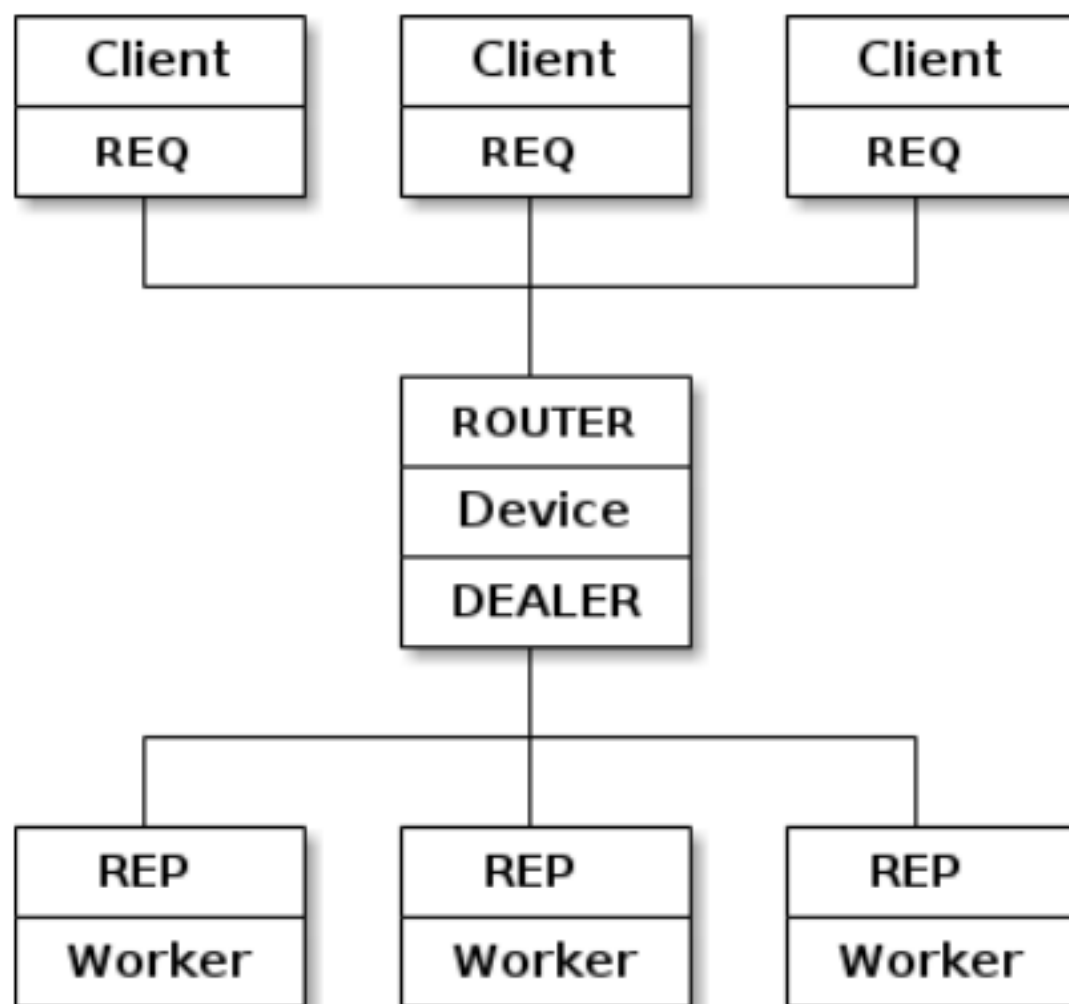 Client Client Client
REQ REQ REQ
ROUTER
Device
DEALER
REP REP REP
Worker Worker Worker